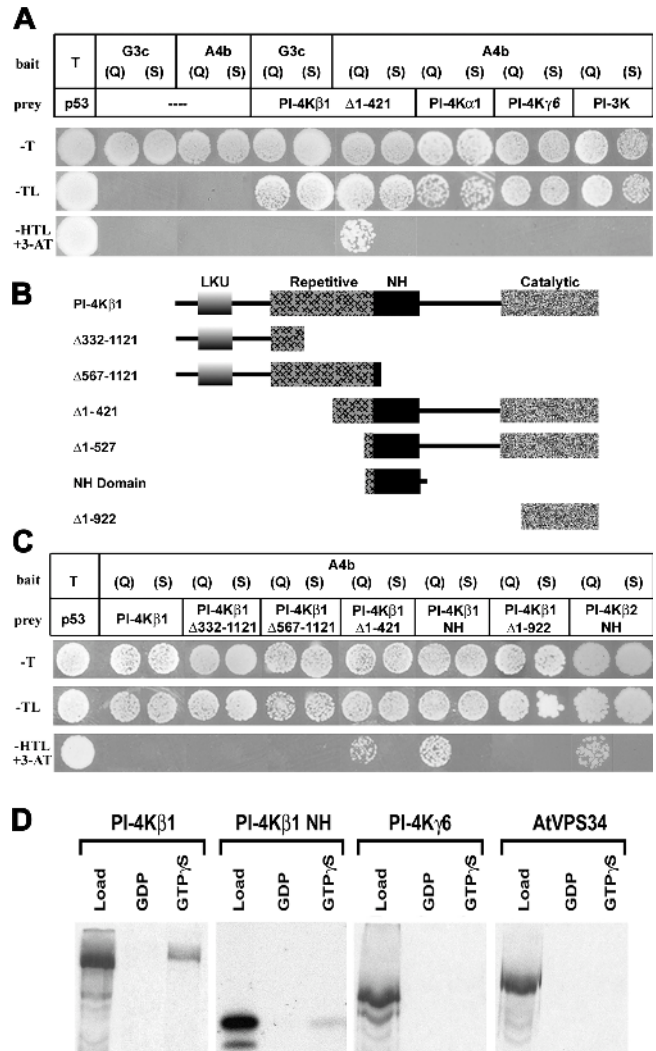 A
bait T G3c A4b G3c A4b
(Q) (S) (Q) (S) (Q) (S) (Q) (S) (Q) (S) (Q) (S) (Q) (S)
prey p53 ---- PI-4Kβ1 Δ1-421 PI-4Kα1 PI-4Kγ6 PI-3K
-T
-TL
-HTL
+3-AT
B
LKU Repetitive NH Catalytic
PI-4Kβ1
Δ332-1121
Δ567-1121
Δ1-421
Δ1-527
NH Domain
Δ1-922
C
A4b
bait T (Q) (S) (Q) (S) (Q) (S) (Q) (S) (Q) (S) (Q) (S) (Q) (S)
prey p53 PI-4Kβ1 PI-4Kβ1 PI-4Kβ1 PI-4Kβ1 PI-4Kβ1 PI-4Kβ1 PI-4Kβ2
Δ332-1121 Δ567-1121 Δ1-421 NH Δ1-922 NH
-T
-TL
-HTL
+3-AT
D
PI-4Kβ1 PI-4Kβ1 NH PI-4Kγ6 AtVPS34
Load GDP GTPγS Load GDP GTPγS Load GDP GTPγS Load GDP GTPγS